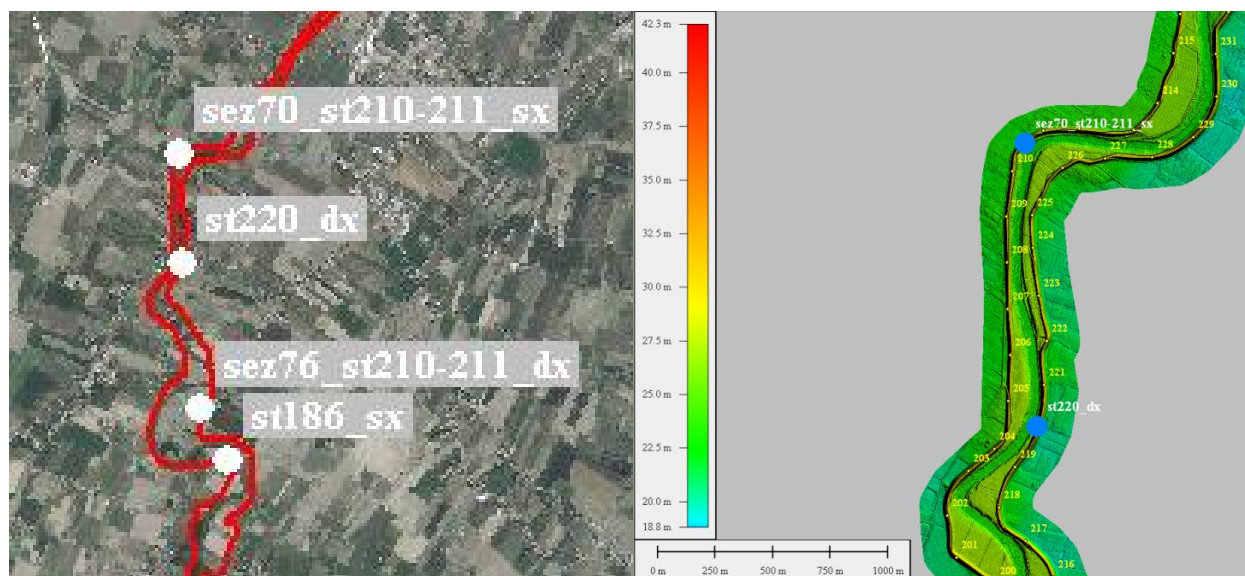 sez70_st210-211_sx
st220_dx
sez76_st210-211_dx
st186_sx
42.3 m
40.0 m
37.5 m
35.0 m
32.5 m
30.0 m
27.5 m
25.0 m
22.5 m
20.0 m
18.8 m
0 m 250 m 500 m 750 m 1000 m
215
231
230
214
229
sez70_st210-211_sx
228
227
226
210
209
225
224
208
223
207
222
206
221
205
st220_dx
204
219
203
218
202
217
201
200
216